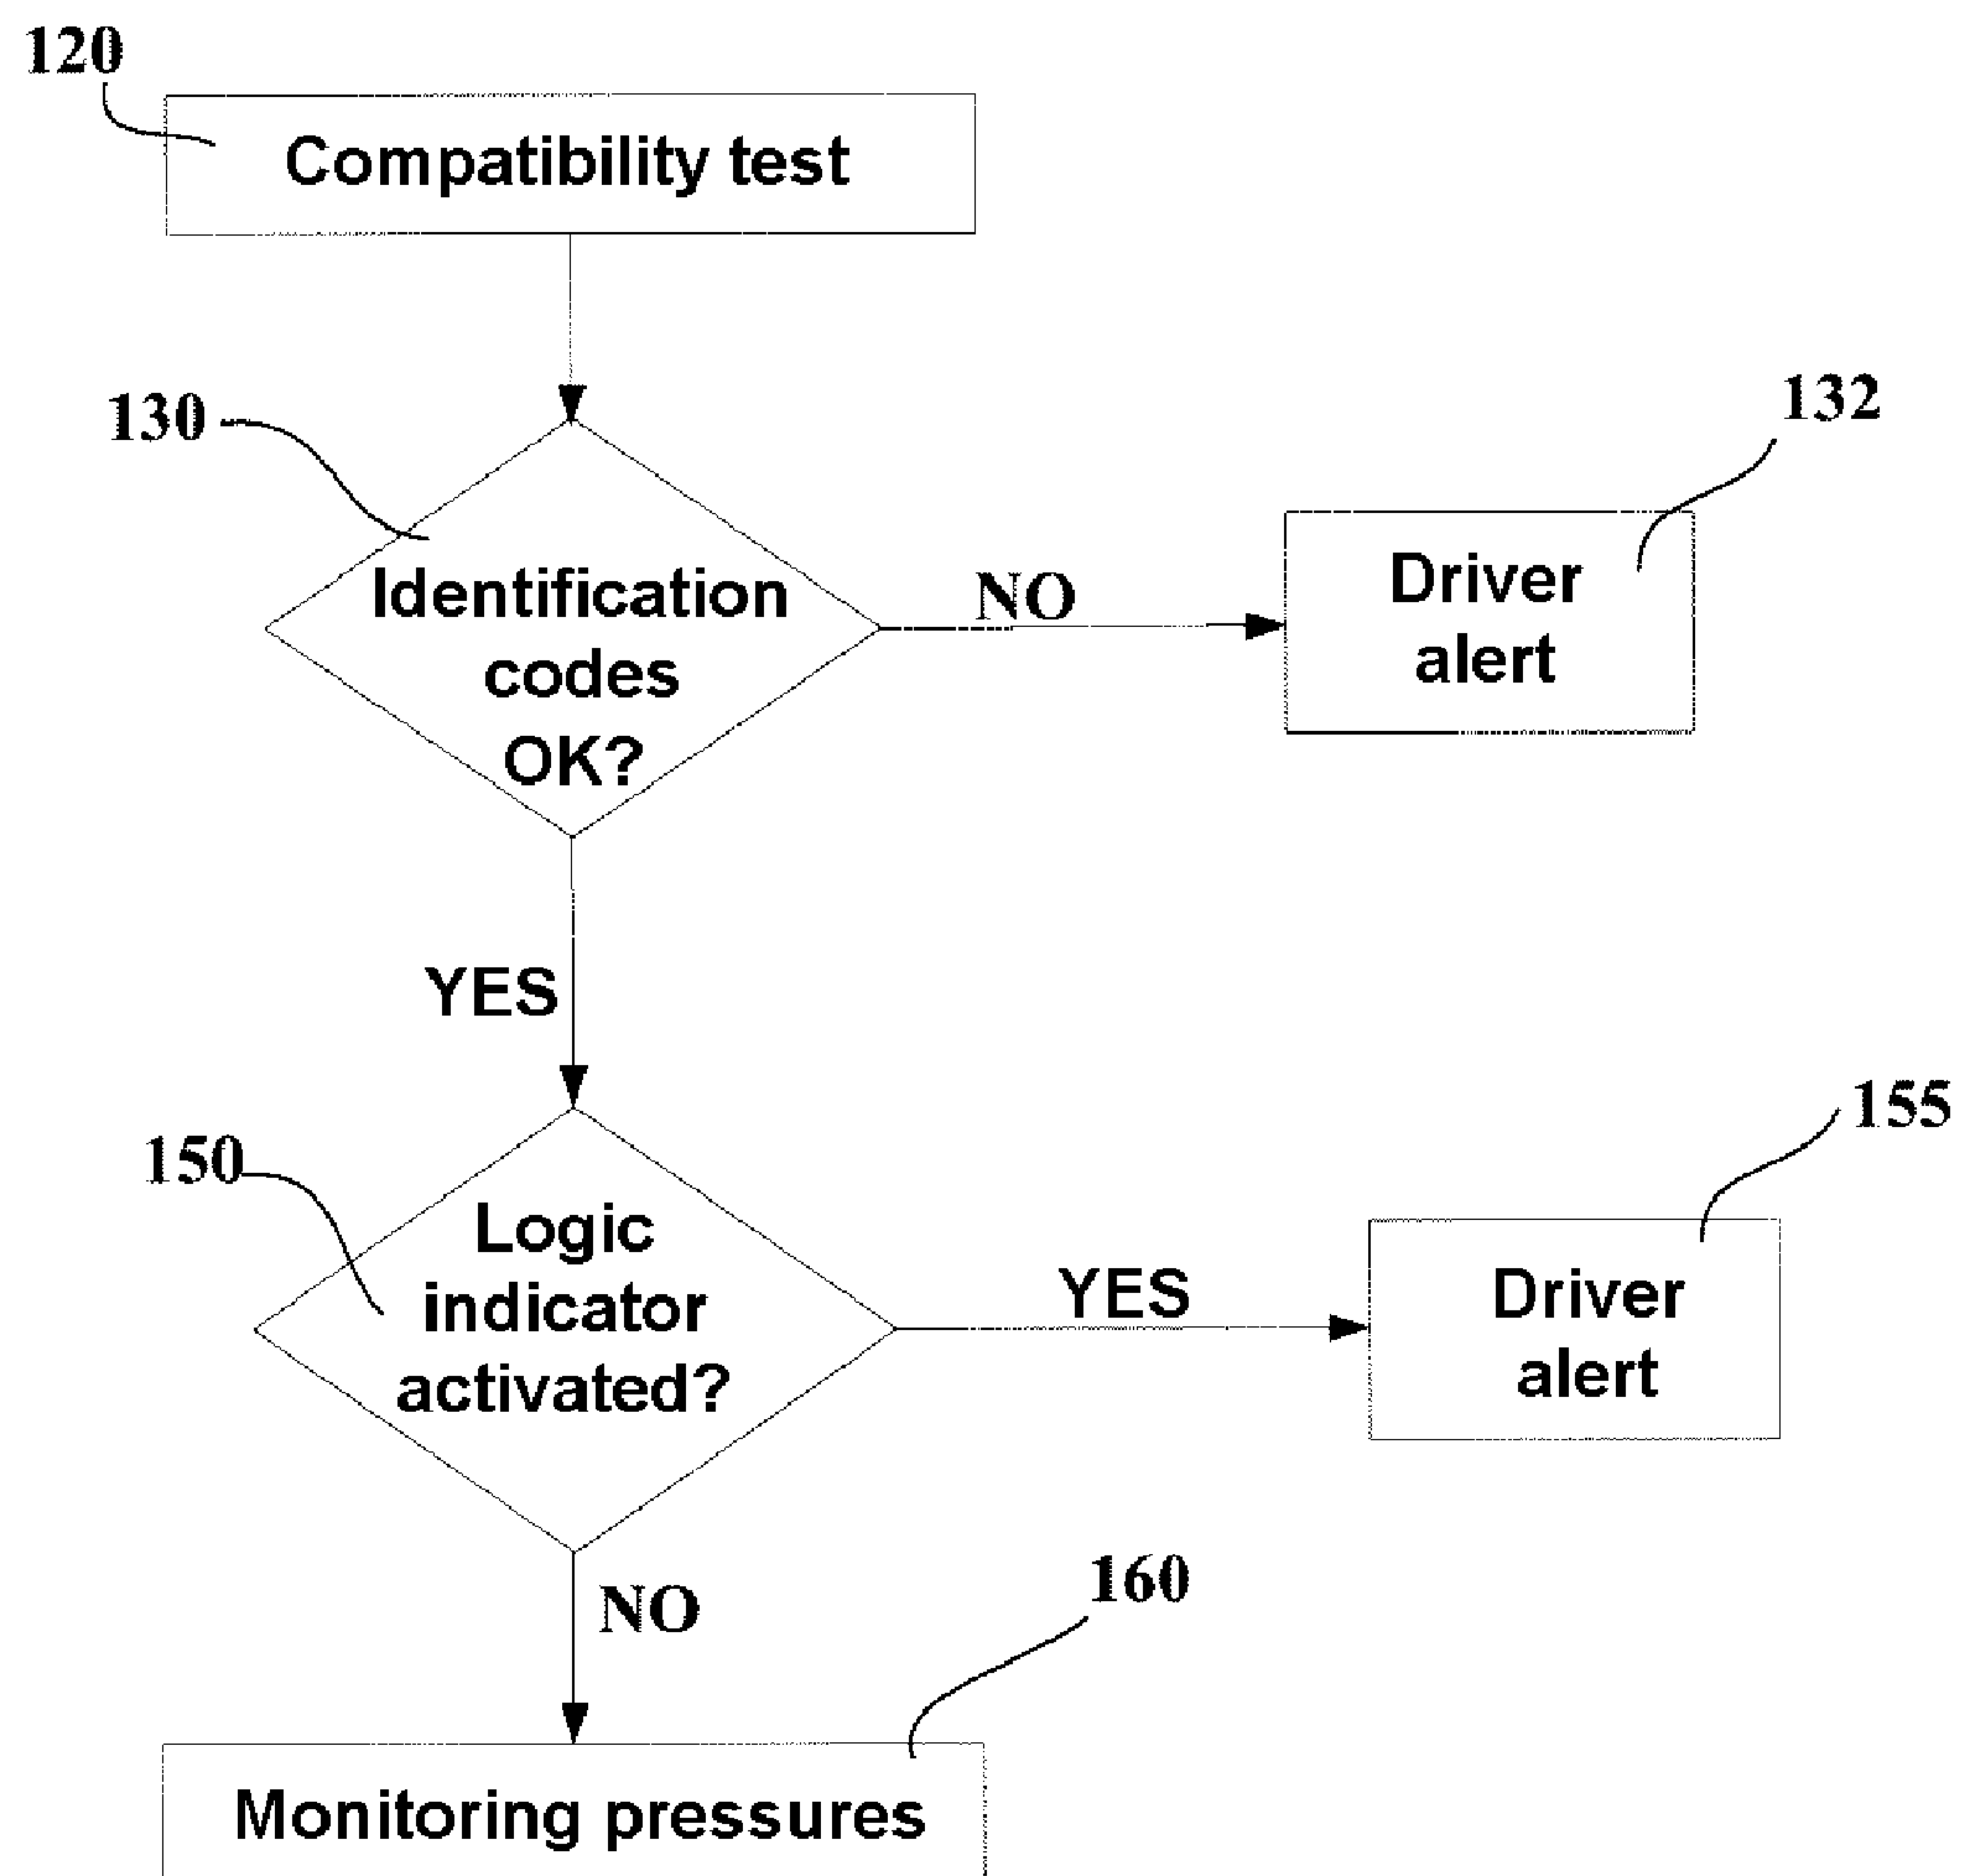 120
Compatibility test
130
132
Identification
codes
OK?
NO
Driver
alert
YES
150
155
Logic
indicator
activated?
YES
Driver
alert
NO
160
Monitoring pressures